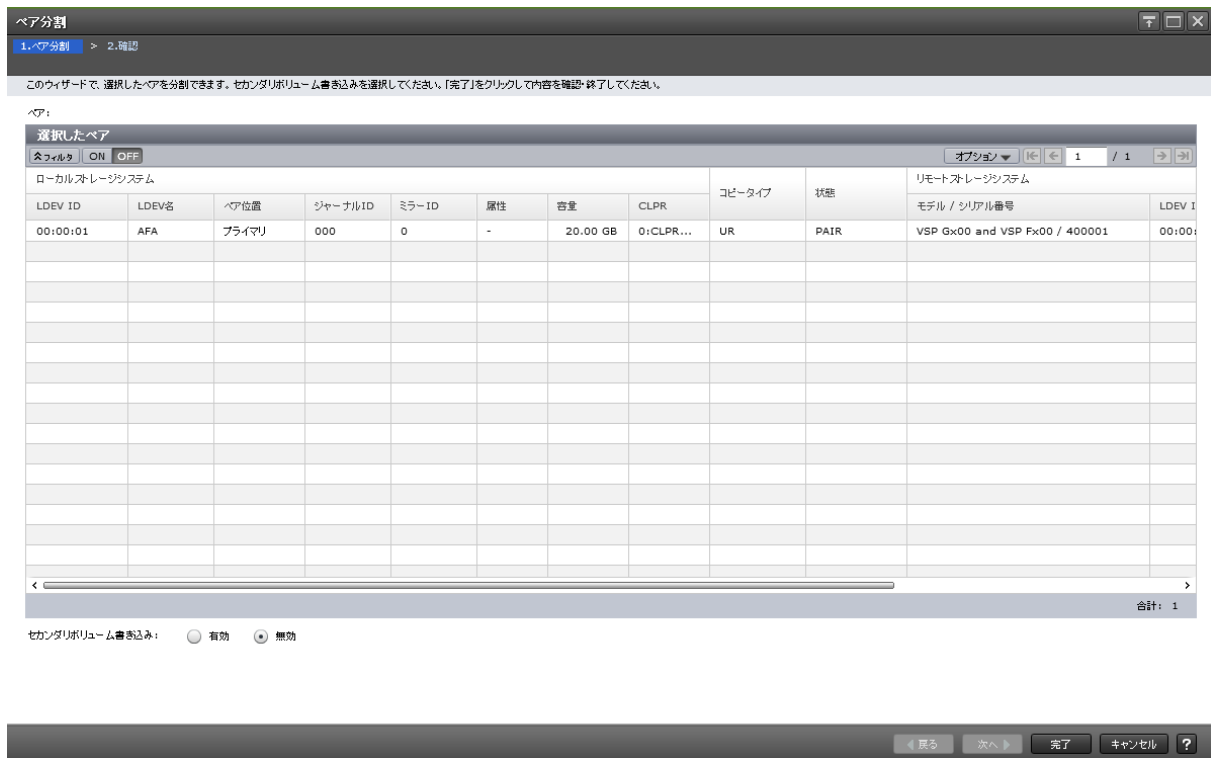 ペア分割
1.ペア分割 > 2.確認
このウィザードで、選択したペアを分割できます。セカンダリボリューム書き込みを選択してください。「完了」をクリックして内容を確認・終了してください。
ペア:
選択したペア
フィルタ ON OFF オプション 1 / 1
ローカルストレージシステム コピータイプ 状態 リモートストレージシステム
LDEV ID LDEV名 ペア位置 ジャーナルID ミラーID 属性 容量 CLPR モデル / シリアル番号 LDEV I
00:00:01 AFA プライマリ 000 0 - 20.00 GB 0:CLPR... UR PAIR VSP Gx00 and VSP Fx00 / 400001 00:00:
合計: 1
セカンダリボリューム書き込み: 有効 無効
戻る 次へ 完了 キャンセル ?